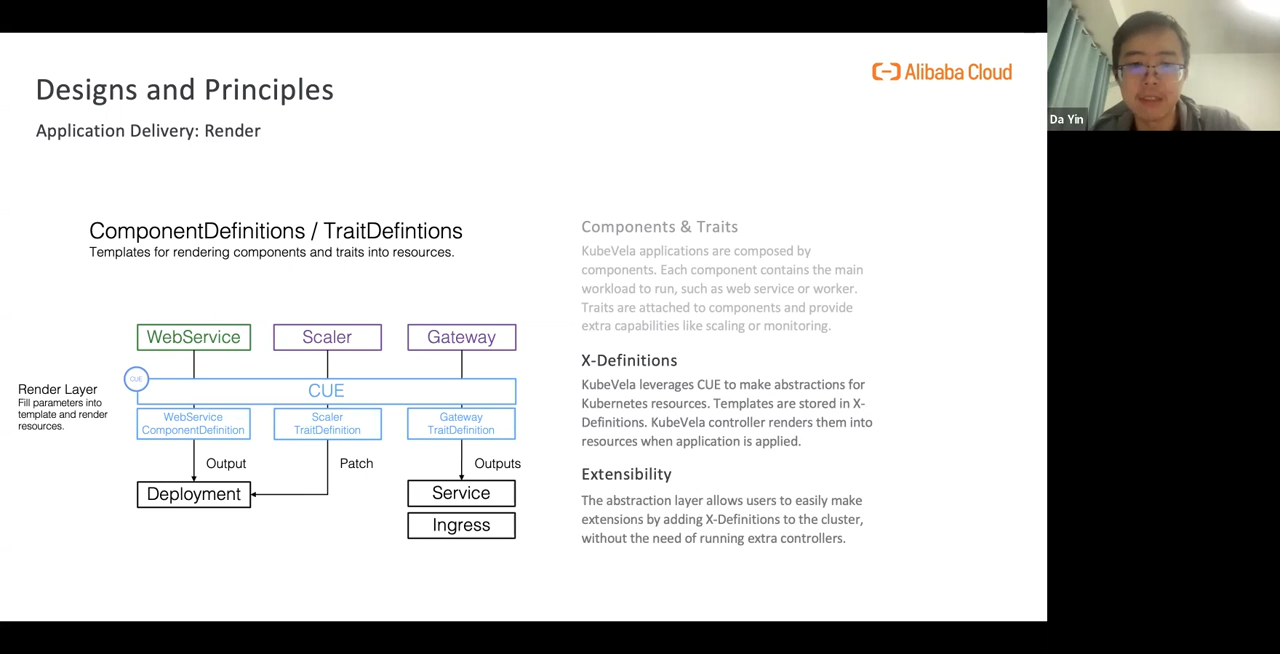 Designs and Principles
Alibaba Cloud
Application Delivery: Render
Da Yin
ComponentDefinitions / TraitDefintions
Templates for rendering components and traits into resources.
WebService
Scaler
Gateway
CUE
CUE
Render Layer
Fill parameters into
template and render
resources.
WebService
ComponentDefinition
Scaler
TraitDefinition
Gateway
TraitDefinition
Output
Patch
Outputs
Deployment
Service
Ingress
Components & Traits
KubeVela applications are composed by
components. Each component contains the main
workload to run, such as web service or worker.
Traits are attached to components and provide
extra capabilities like scaling or monitoring.
X-Definitions
KubeVela leverages CUE to make abstractions for
Kubernetes resources. Templates are stored in X-
Definitions. KubeVela controller renders them into
resources when application is applied.
Extensibility
The abstraction layer allows users to easily make
extensions by adding X-Definitions to the cluster,
without the need of running extra controllers.